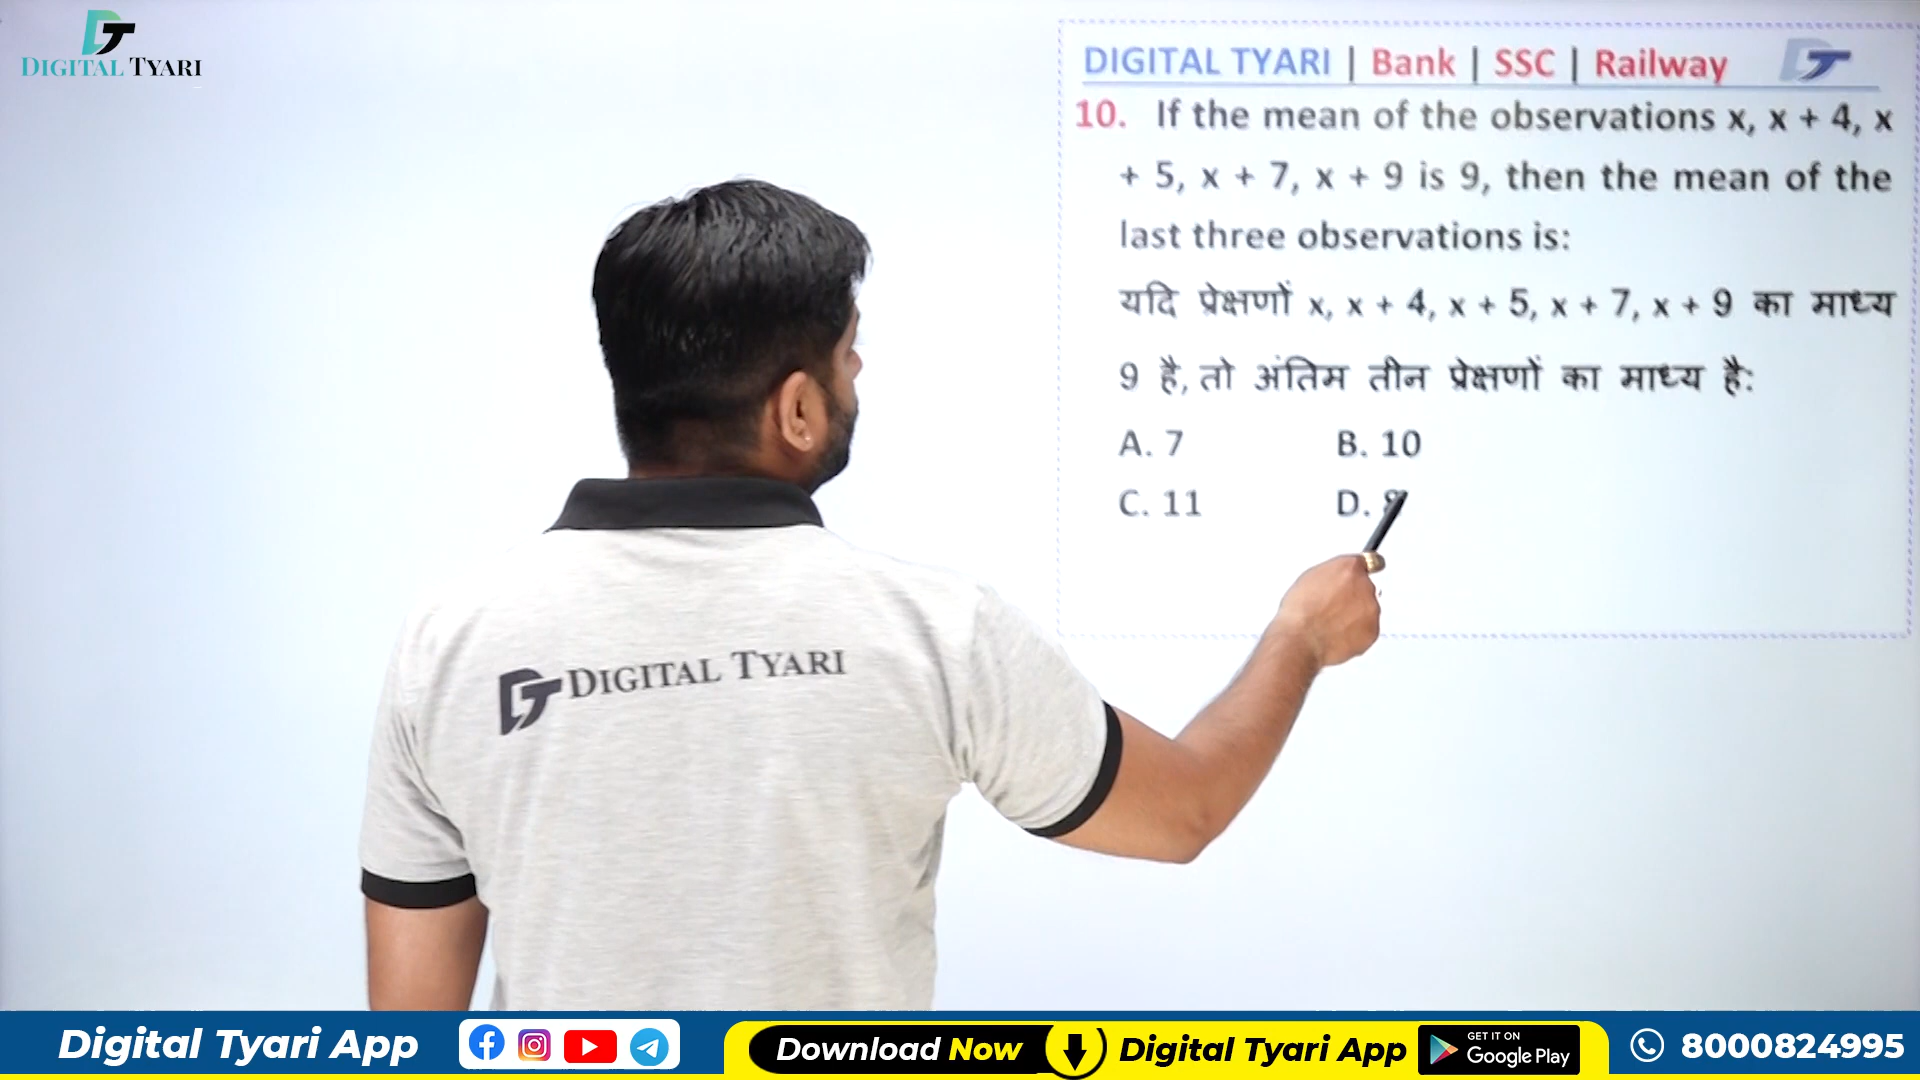 DIGITAL TYARI
DIGITAL TYARI | Bank | SSC | Railway
10. If the mean of the observations x, x + 4, x
+ 5, x + 7, x + 9 is 9, then the mean of the
last three observations is:
यदि प्रेक्षणों x, x + 4, x + 5, x + 7, x + 9 का माध्य
9 है, तो अंतिम तीन प्रेक्षणों का माध्य है:
A. 7 B. 10
C. 11 D.
DIGITAL TYARI
Digital Tyari App
Download Now
Digital Tyari App
GET IT ON
Google Play
8000824995